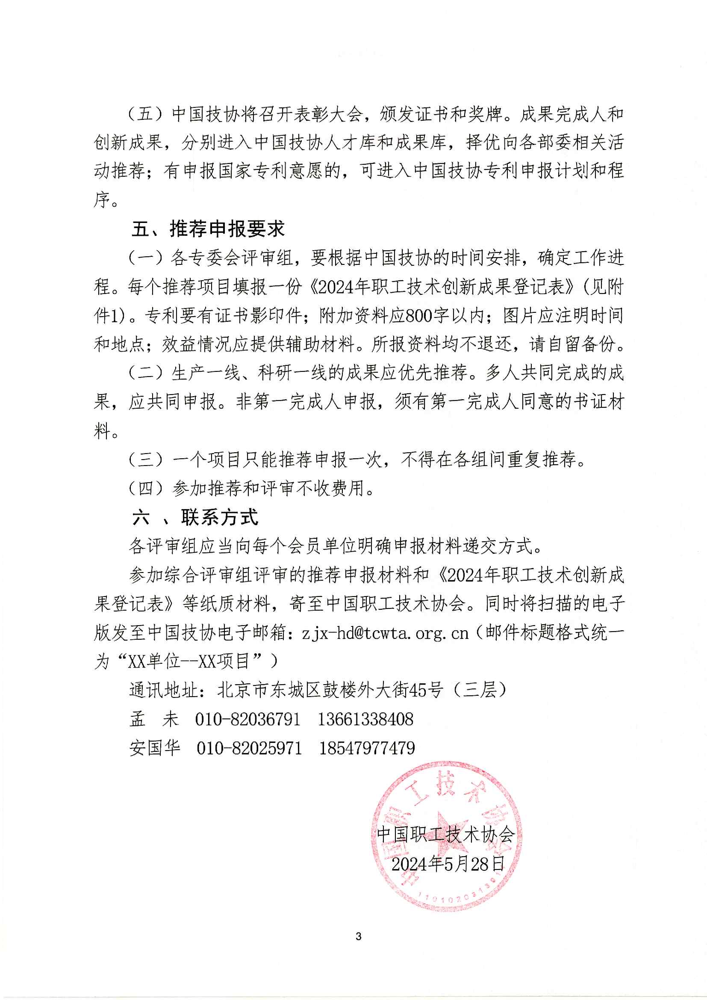 （五）中国技协将召开表彰大会，颁发证书和奖牌。成果完成人和
创新成果，分别进入中国技协人才库和成果库，择优向各部委相关活
动推荐；有申报国家专利意愿的，可进入中国技协专利申报计划和程
序。
五、推荐申报要求
（一）各专委会评审组，要根据中国技协的时间安排，确定工作进
程。每个推荐项目填报一份《2024年职工技术创新成果登记表》(见附
件1)。专利要有证书影印件；附加资料应800字以内；图片应注明时间
和地点；效益情况应提供辅助材料。所报资料均不退还，请自留备份。
（二）生产一线、科研一线的成果应优先推荐。多人共同完成的成
果，应共同申报。非第一完成人申报，须有第一完成人同意的书证材
料。
（三）一个项目只能推荐申报一次，不得在各组间重复推荐。
（四）参加推荐和评审不收费用。
六 、联系方式
各评审组应当向每个会员单位明确申报材料递交方式。
参加综合评审组评审的推荐申报材料和《2024年职工技术创新成
果登记表》等纸质材料，寄至中国职工技术协会。同时将扫描的电子
版发至中国技协电子邮箱：zjx-hd@tcwta.org.cn（邮件标题格式统一
为“XX单位--XX项目”）
通讯地址：北京市东城区鼓楼外大街45号（三层）
孟　未　010-82036791　13661338408
安国华　010-82025971　18547977479
中国职工技术协会
中国职工技术协会
2024年5月28日
3